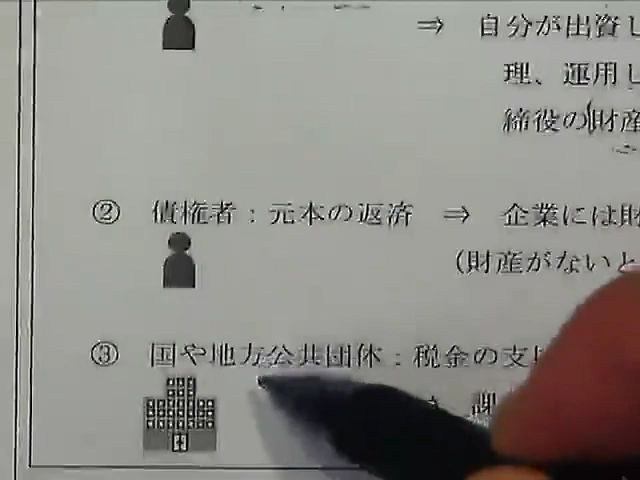 ⇒ 自分が出資し
理、運用し
締役の財産
② 債権者：元本の返済 ⇒ 企業には財
(財産がないと
③ 国や地方公共団体：税金の支
課